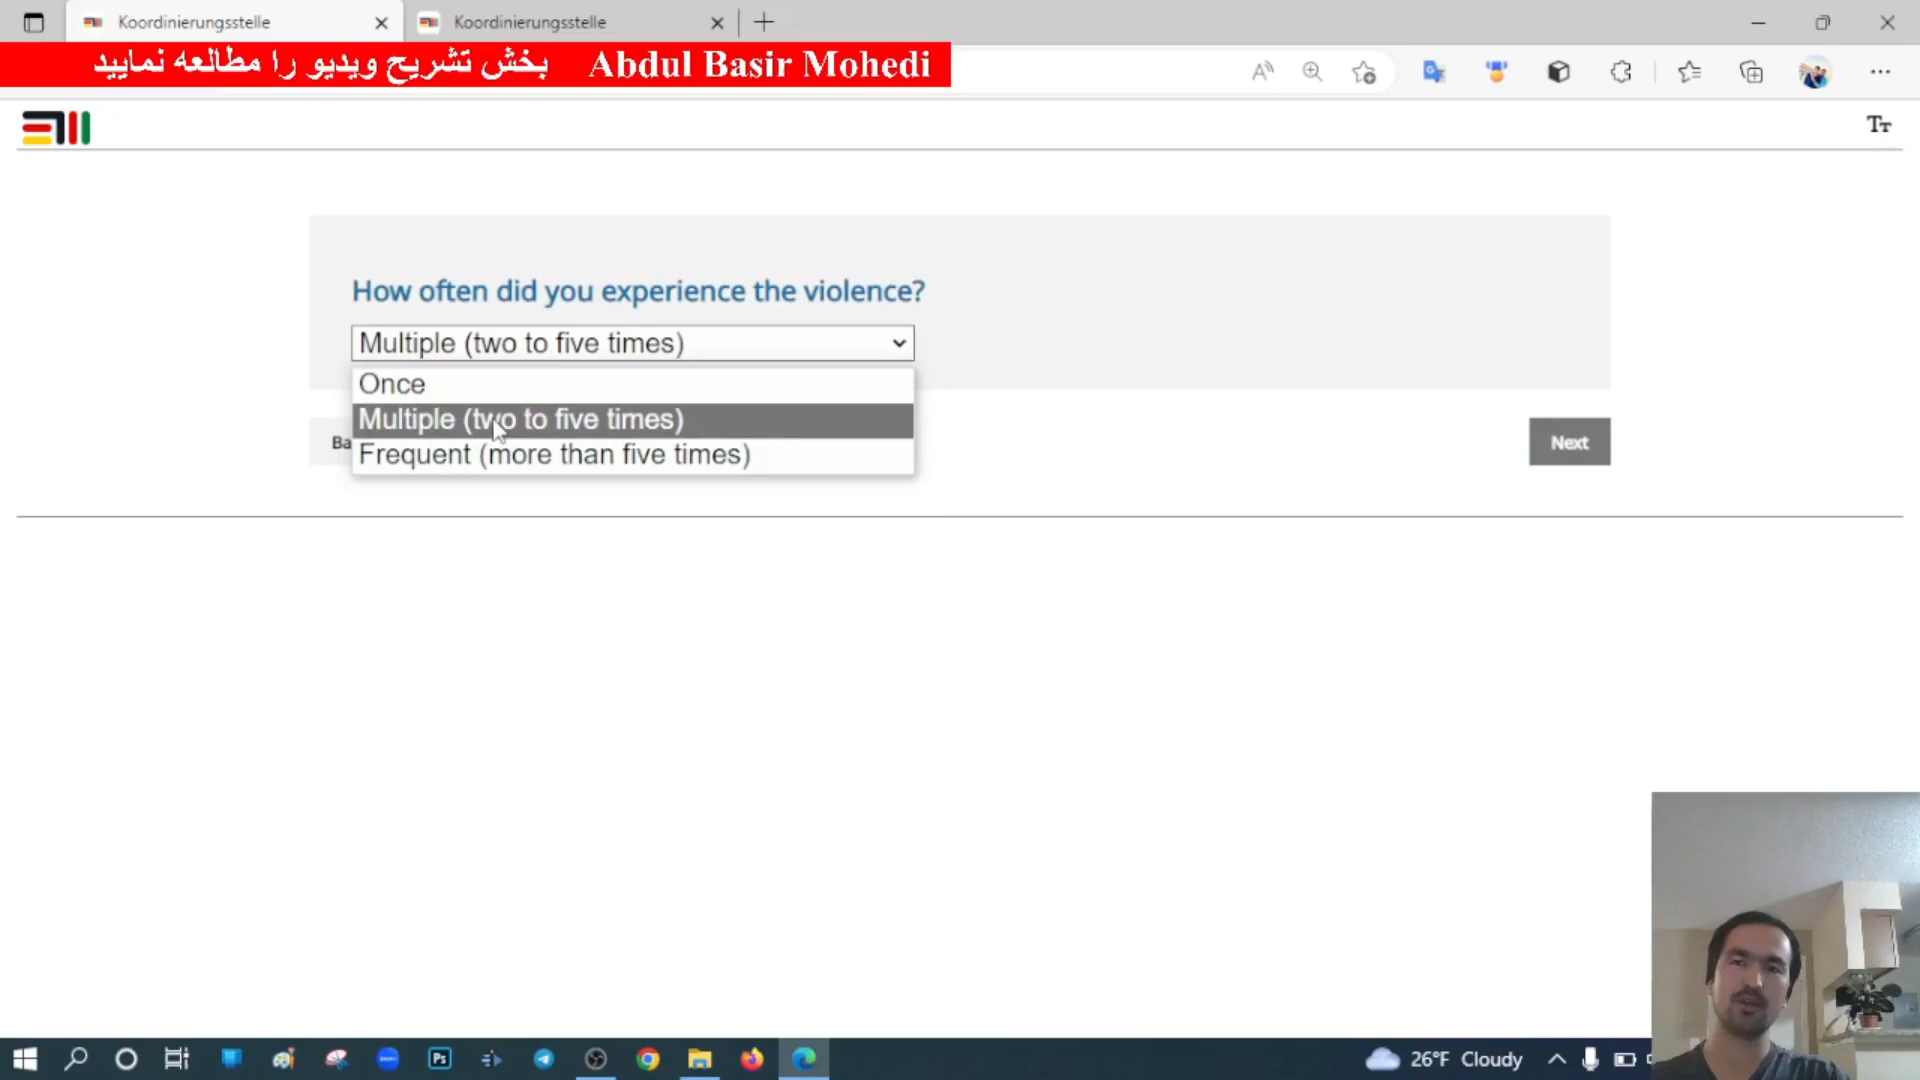 Koordinierungsstelle
Koordinierungsstelle
بخش تشریح ویدیو را مطالعه نمایید Abdul Basir Mohedi
How often did you experience the violence?
Multiple (two to five times)
Once
Multiple (two to five times)
Frequent (more than five times)
Ba
Next
26°F Cloudy